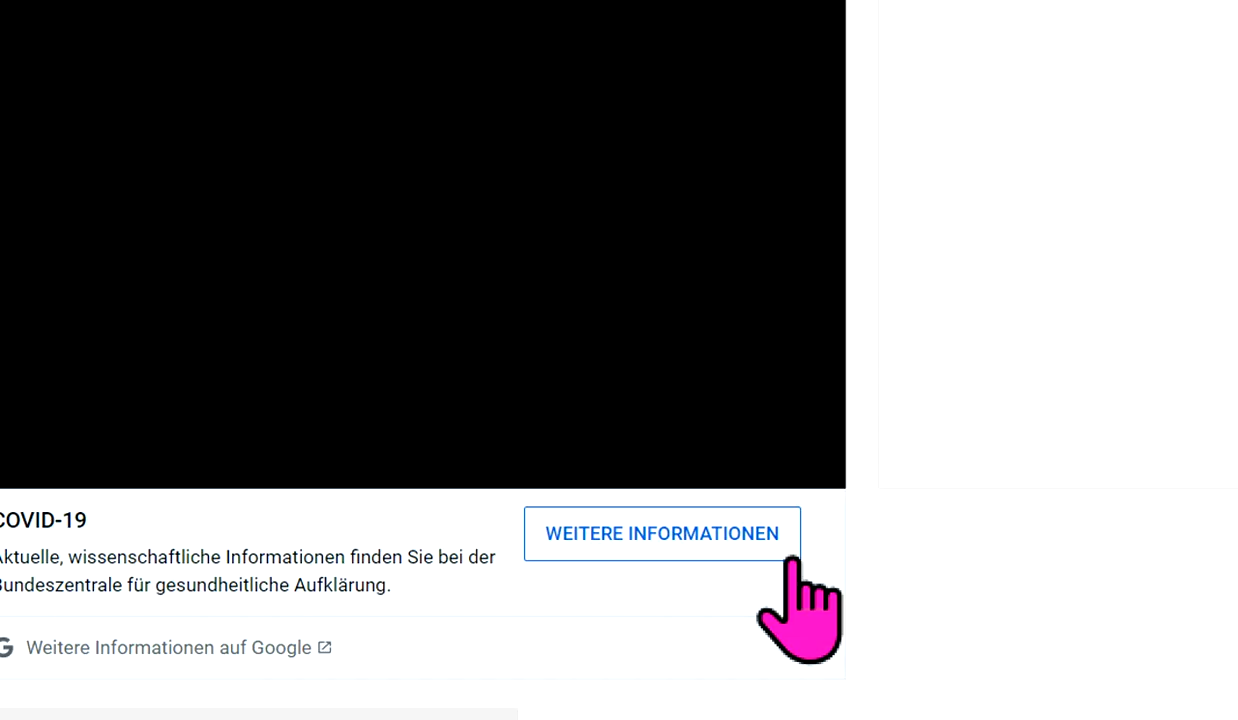 COVID-19
WEITERE INFORMATIONEN
Aktuelle, wissenschaftliche Informationen finden Sie bei der
Bundeszentrale für gesundheitliche Aufklärung.
Weitere Informationen auf Google